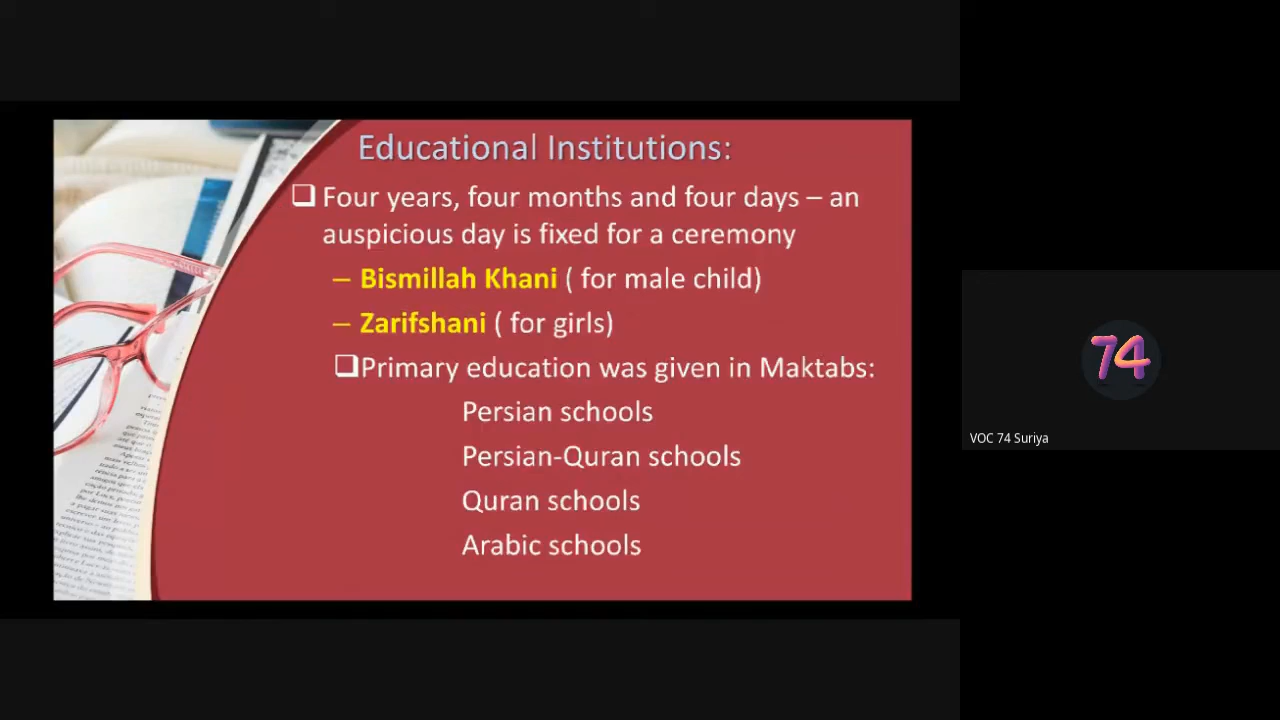 Educational Institutions:
❑ Four years, four months and four days – an
auspicious day is fixed for a ceremony
– Bismillah Khani ( for male child)
– Zarifshani ( for girls)
❑Primary education was given in Maktabs:
Persian schools
Persian-Quran schools
Quran schools
Arabic schools
74
VOC 74 Suriya